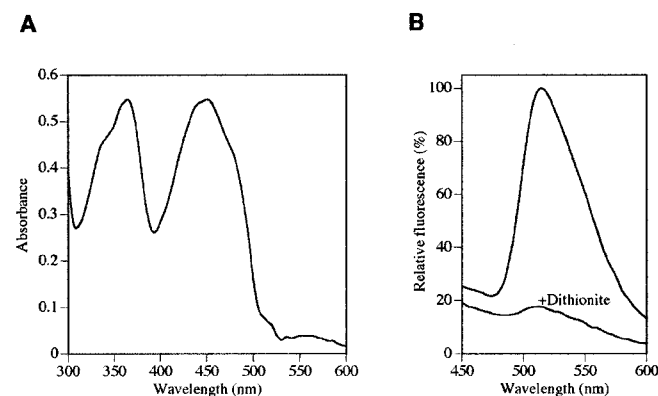 A
B
0.6
0.5
0.4
0.3
0.2
0.1
0
Absorbance
300 350 400 450 500 550 600
Wavelength (nm)
100
80
60
40
20
0
Relative fluorescence (%)
+Dithionite
450 500 550 600
Wavelength (nm)